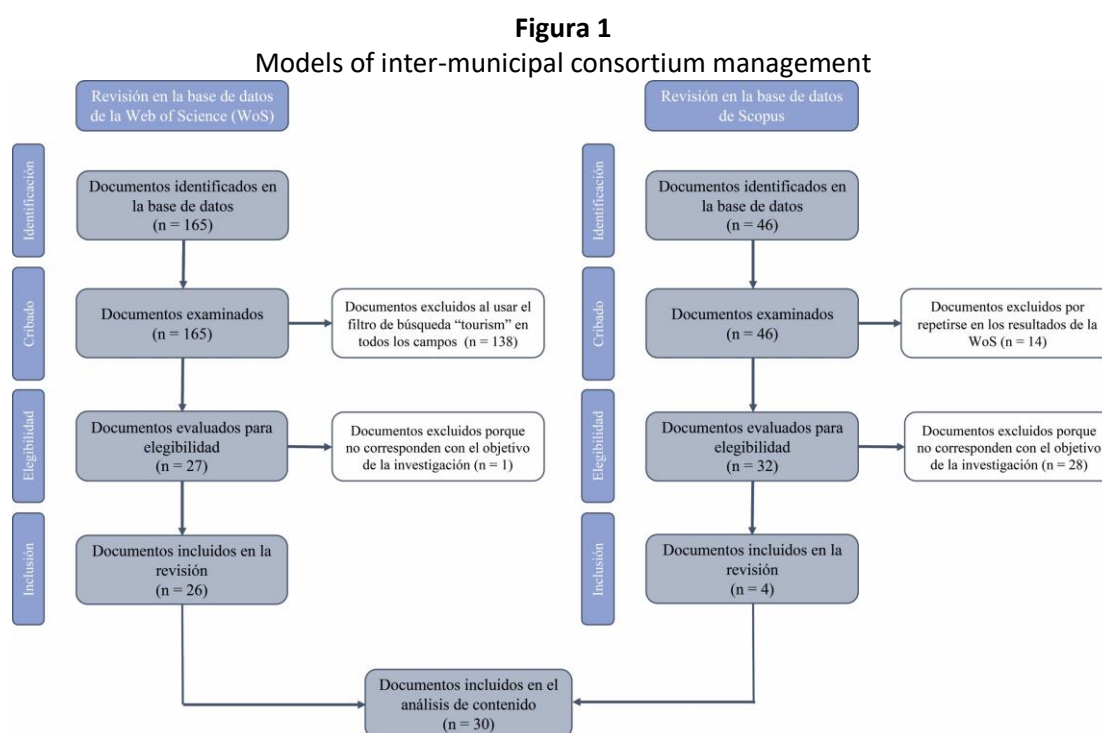 Figura 1
Models of inter-municipal consortium management
Revisión en la base de datos
de la Web of Science (WoS)
Identificación
Documentos identificados en
la base de datos
(n = 165)
Cribado
Documentos examinados
(n = 165)
Documentos excluidos al usar el
filtro de búsqueda “tourism” en
todos los campos (n = 138)
Elegibilidad
Documentos evaluados para
elegibilidad
(n = 27)
Documentos excluidos porque
no corresponden con el objetivo
de la investigación (n = 1)
Inclusión
Documentos incluidos en la
revisión
(n = 26)
Revisión en la base de datos
de Scopus
Identificación
Documentos identificados en
la base de datos
(n = 46)
Cribado
Documentos examinados
(n = 46)
Documentos excluidos por
repetirse en los resultados de la
WoS (n = 14)
Elegibilidad
Documentos evaluados para
elegibilidad
(n = 32)
Documentos excluidos porque
no corresponden con el objetivo
de la investigación (n = 28)
Inclusión
Documentos incluidos en la
revisión
(n = 4)
Documentos incluidos en el
análisis de contenido
(n = 30)